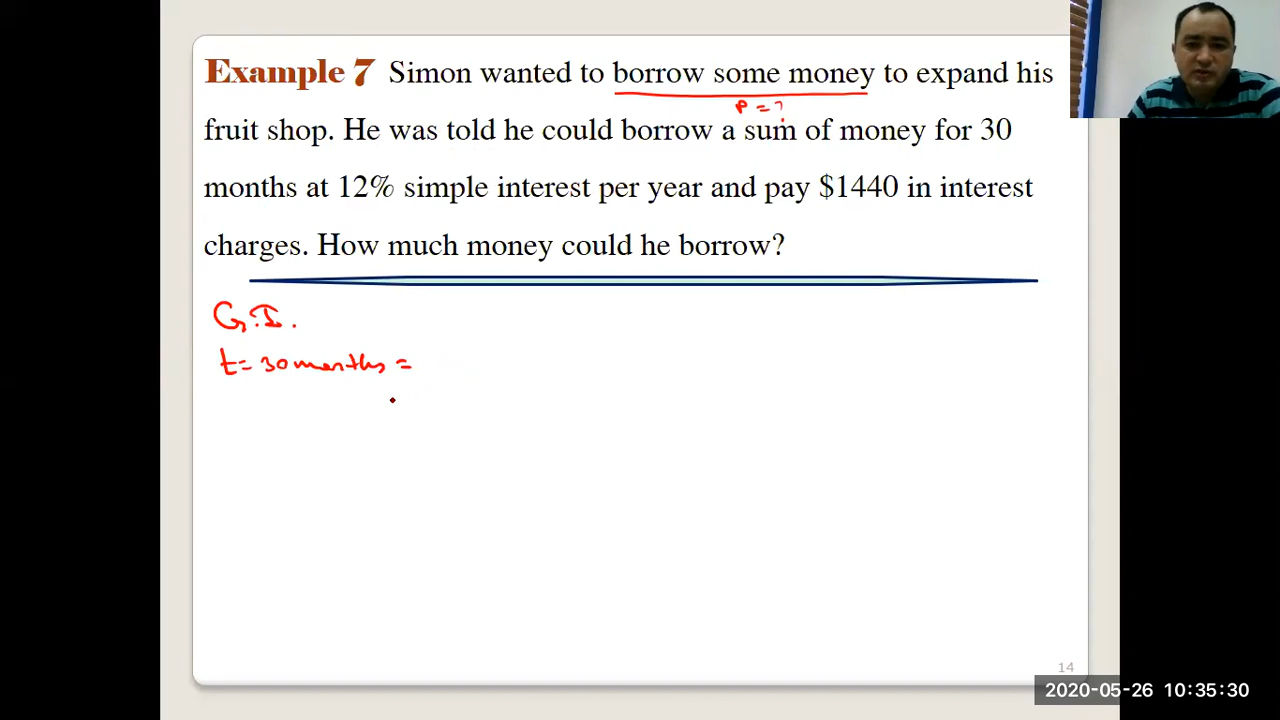 Example 7 Simon wanted to borrow some money to expand his
P = ?
fruit shop. He was told he could borrow a sum of money for 30
months at 12% simple interest per year and pay $1440 in interest
charges. How much money could he borrow?
G.I.
t = 30 months =
14
2020-05-26 10:35:30